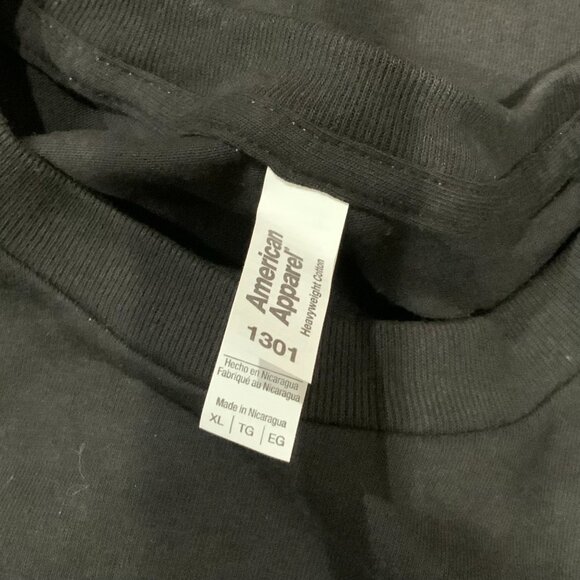 American
Apparel
Heavyweight Cotton
1301
Hecho en Nicaragua
Fabriqué au Nicaragua
Made in Nicaragua
XL | TG | EG